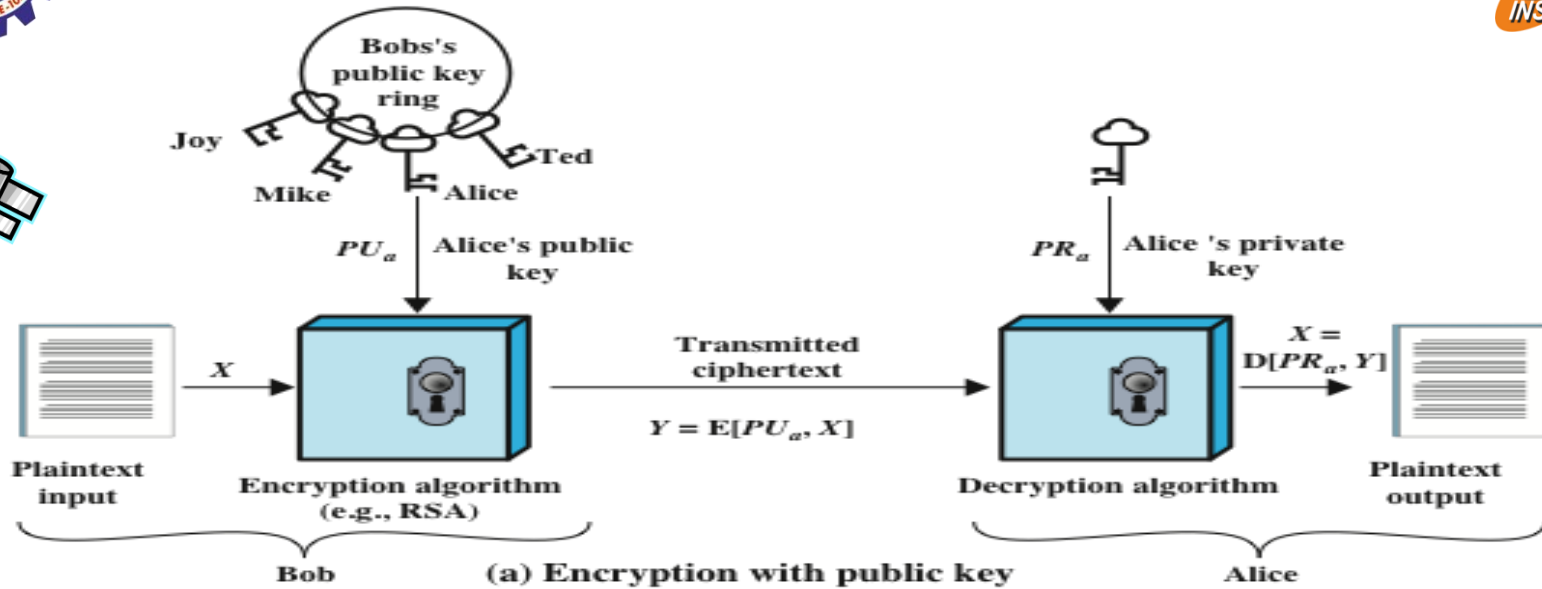 INS
Bobs's
public key
ring
Joy
Ted
Mike
Alice
PUa
Alice's public
key
PRa
Alice 's private
key
X
Transmitted
ciphertext
X =
D[PRa, Y]
Y = E[PUa, X]
Plaintext
input
Encryption algorithm
(e.g., RSA)
Decryption algorithm
Plaintext
output
Bob
(a) Encryption with public key
Alice